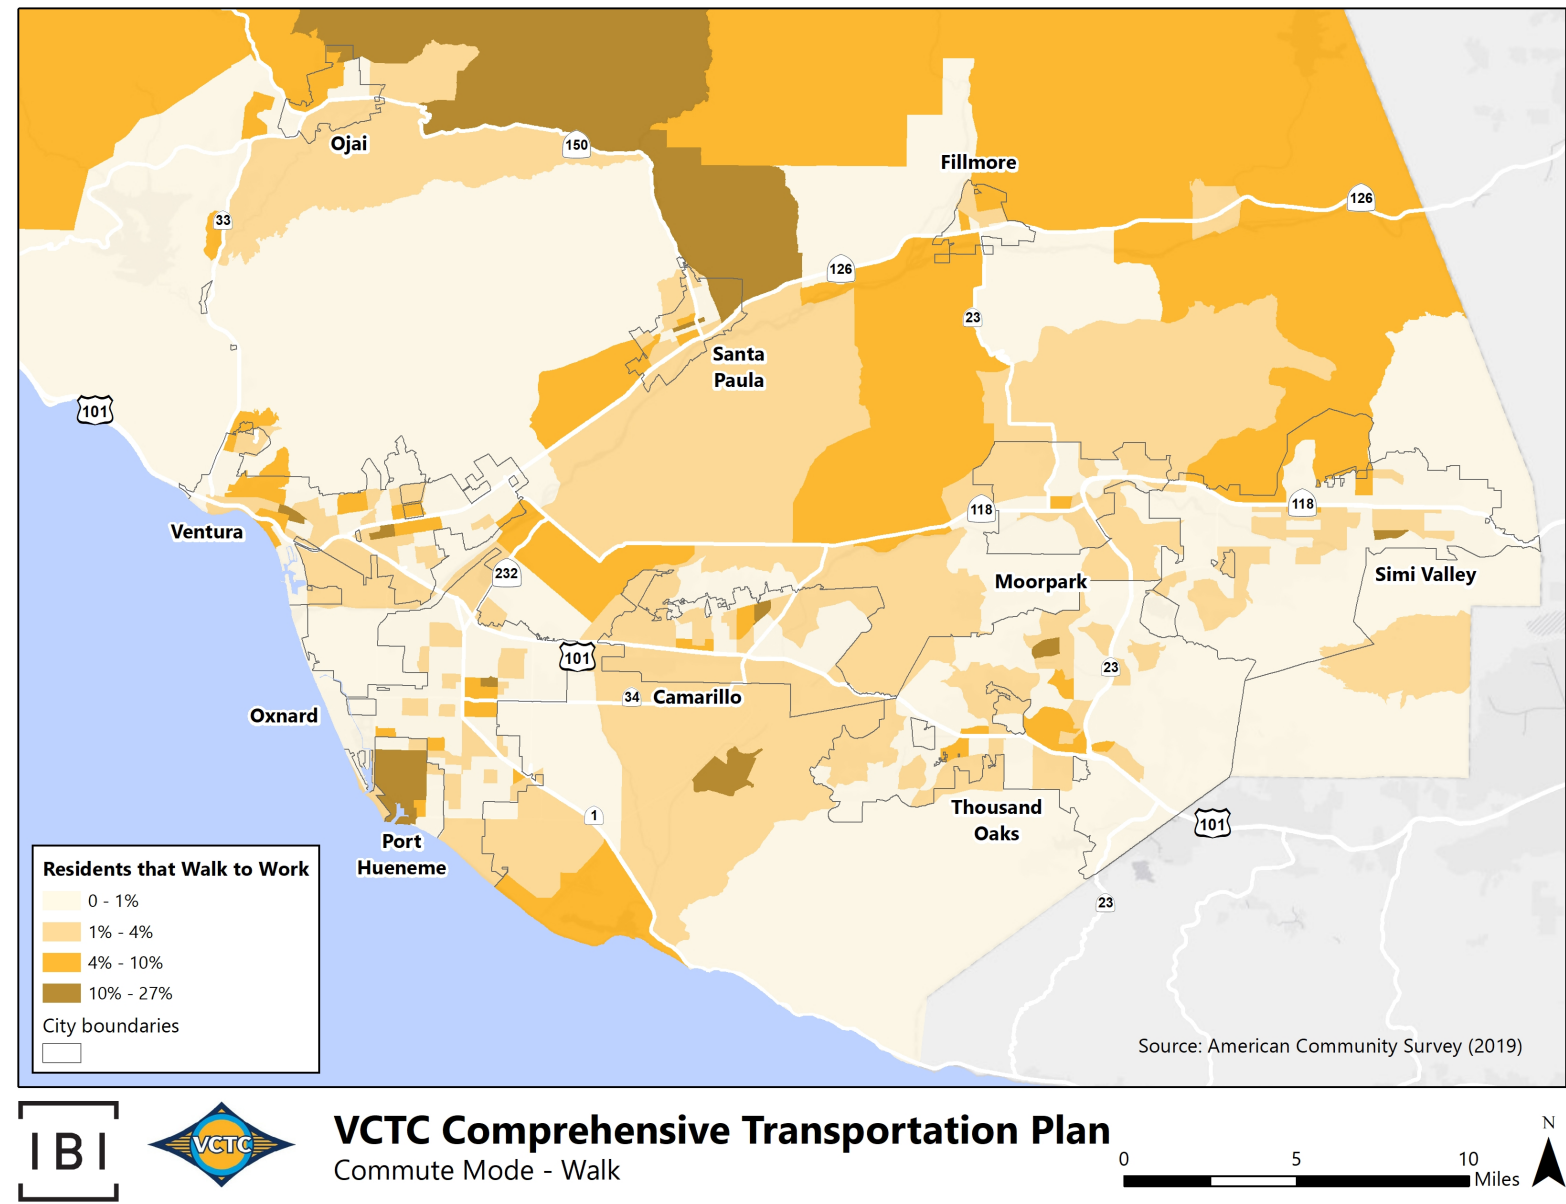 Ojai
150
Fillmore
33
126
126
23
Santa
Paula
101
118
118
Ventura
232
Moorpark
Simi Valley
101
23
34
Camarillo
Oxnard
1
Thousand
Oaks
101
Port
Hueneme
23
Residents that Walk to Work
0 - 1%
1% - 4%
4% - 10%
10% - 27%
City boundaries
Source: American Community Survey (2019)
IBI
VCTC
VCTC Comprehensive Transportation Plan
Commute Mode - Walk
0 5 10
Miles
N